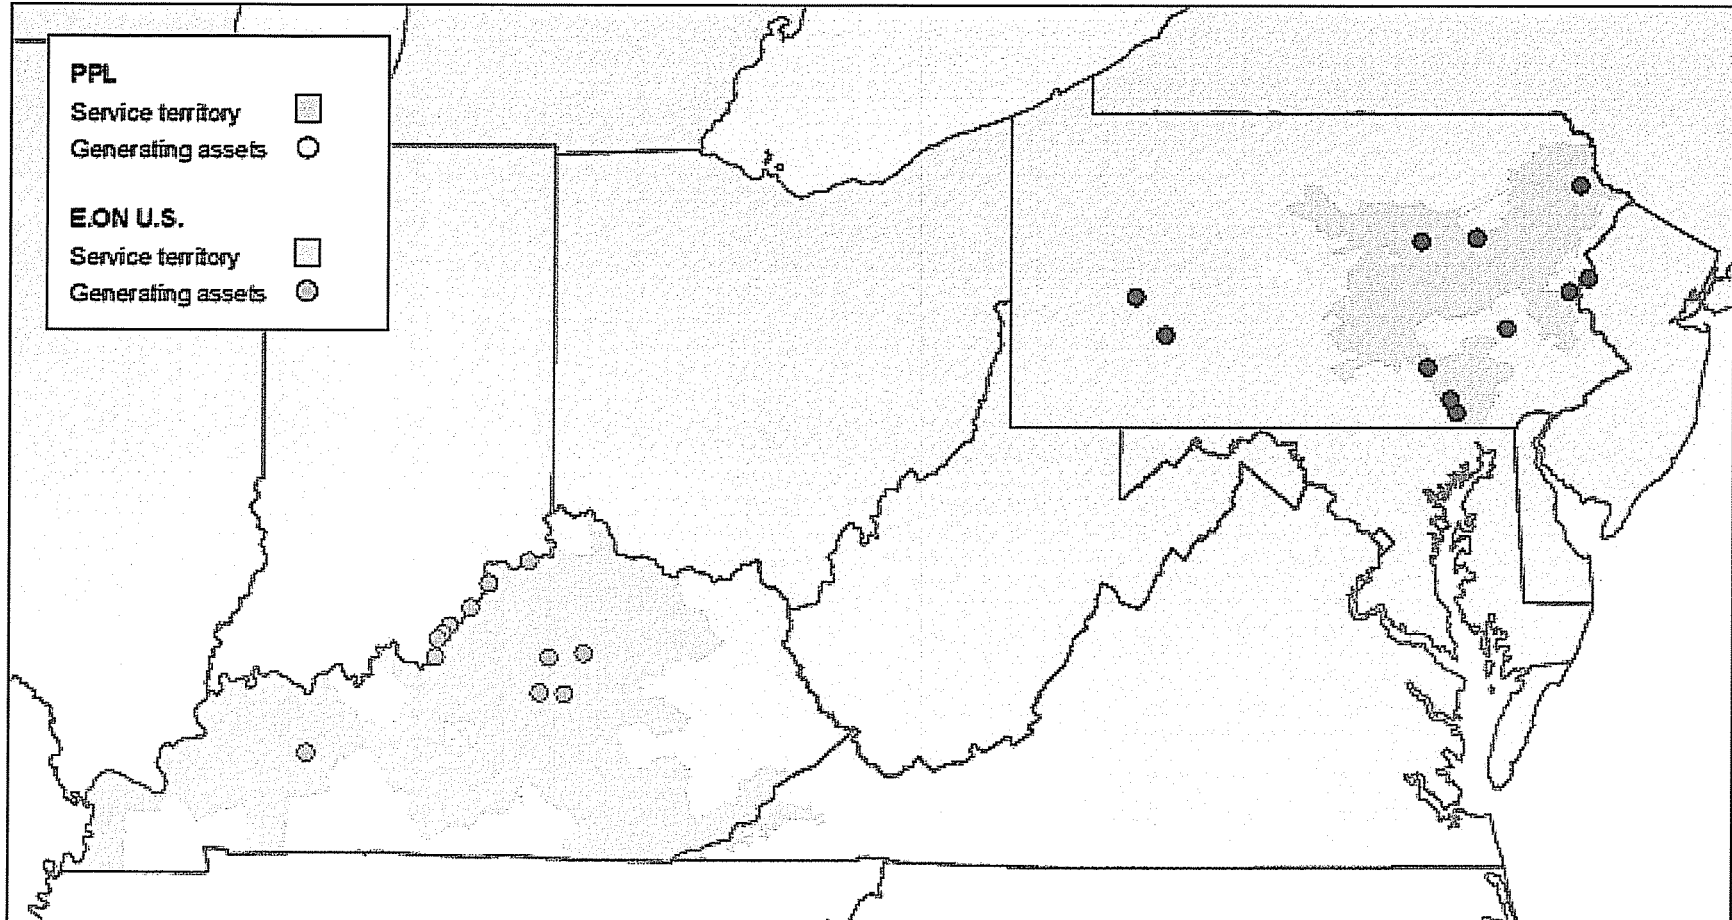 PPL
Service territory
Generating assets
E.ON U.S.
Service territory
Generating assets